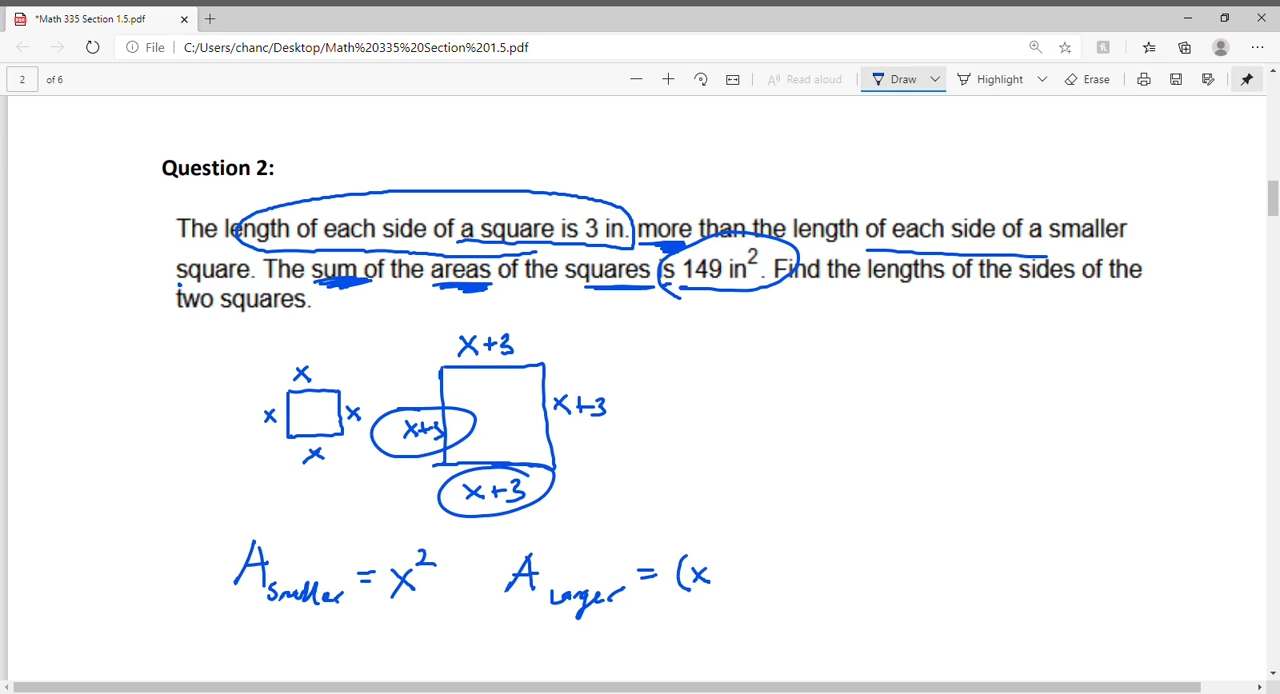 *Math 335 Section 1.5.pdf
File C:/Users/chanc/Desktop/Math%20335%20Section%201.5.pdf
2 of 6 Read aloud Draw Highlight Erase
Question 2:
The length of each side of a square is 3 in. more than the length of each side of a smaller
square. The sum of the areas of the squares is 149 in². Find the lengths of the sides of the
two squares.
x+3
x
x x x+3 x+3
x
x+3
A smaller = x² A larger = (x